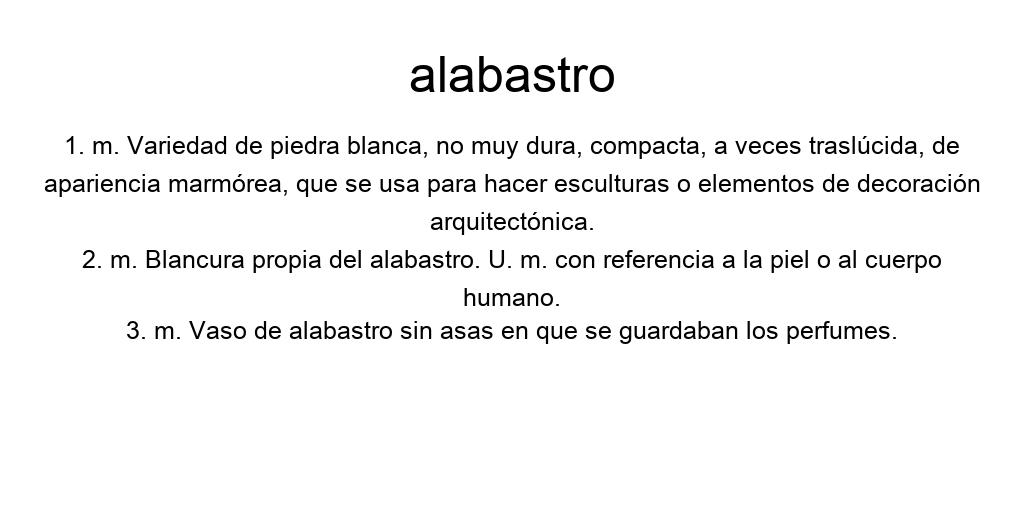 alabastro
1. m. Variedad de piedra blanca, no muy dura, compacta, a veces traslúcida, de
apariencia marmórea, que se usa para hacer esculturas o elementos de decoración
arquitectónica.
2. m. Blancura propia del alabastro. U. m. con referencia a la piel o al cuerpo
humano.
3. m. Vaso de alabastro sin asas en que se guardaban los perfumes.